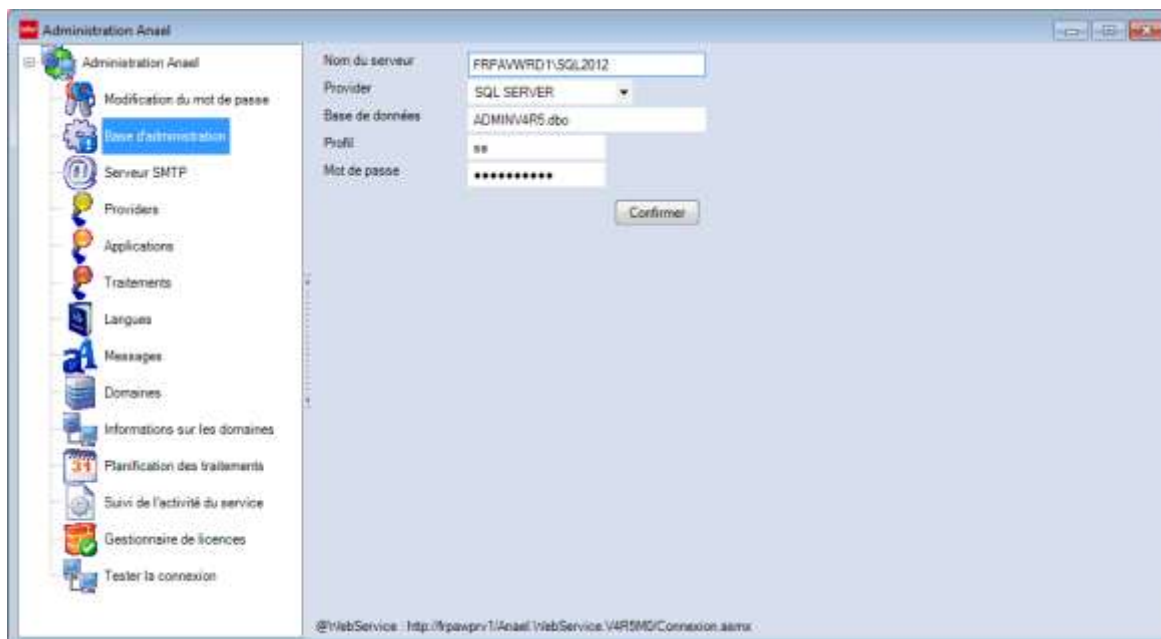 Administration Anael
Administration Anael
Modification du mot de passe
Base d'administration
Serveur SMTP
Providers
Applications
Traitements
Langues
Messages
Domaines
Informations sur les domaines
Planification des traitements
Suivi de l'activité du service
Gestionnaire de licences
Tester la connexion
Nom du serveur FRPAVWRD1\SQL2012
Provider SQL SERVER
Base de données ADMINV4R5.dbo
Profil sa
Mot de passe ●●●●●●●●●●
Confirmer
@WebService : http://frpawprv1/Anael.WebService.V4R5M0/Connexion.asmx